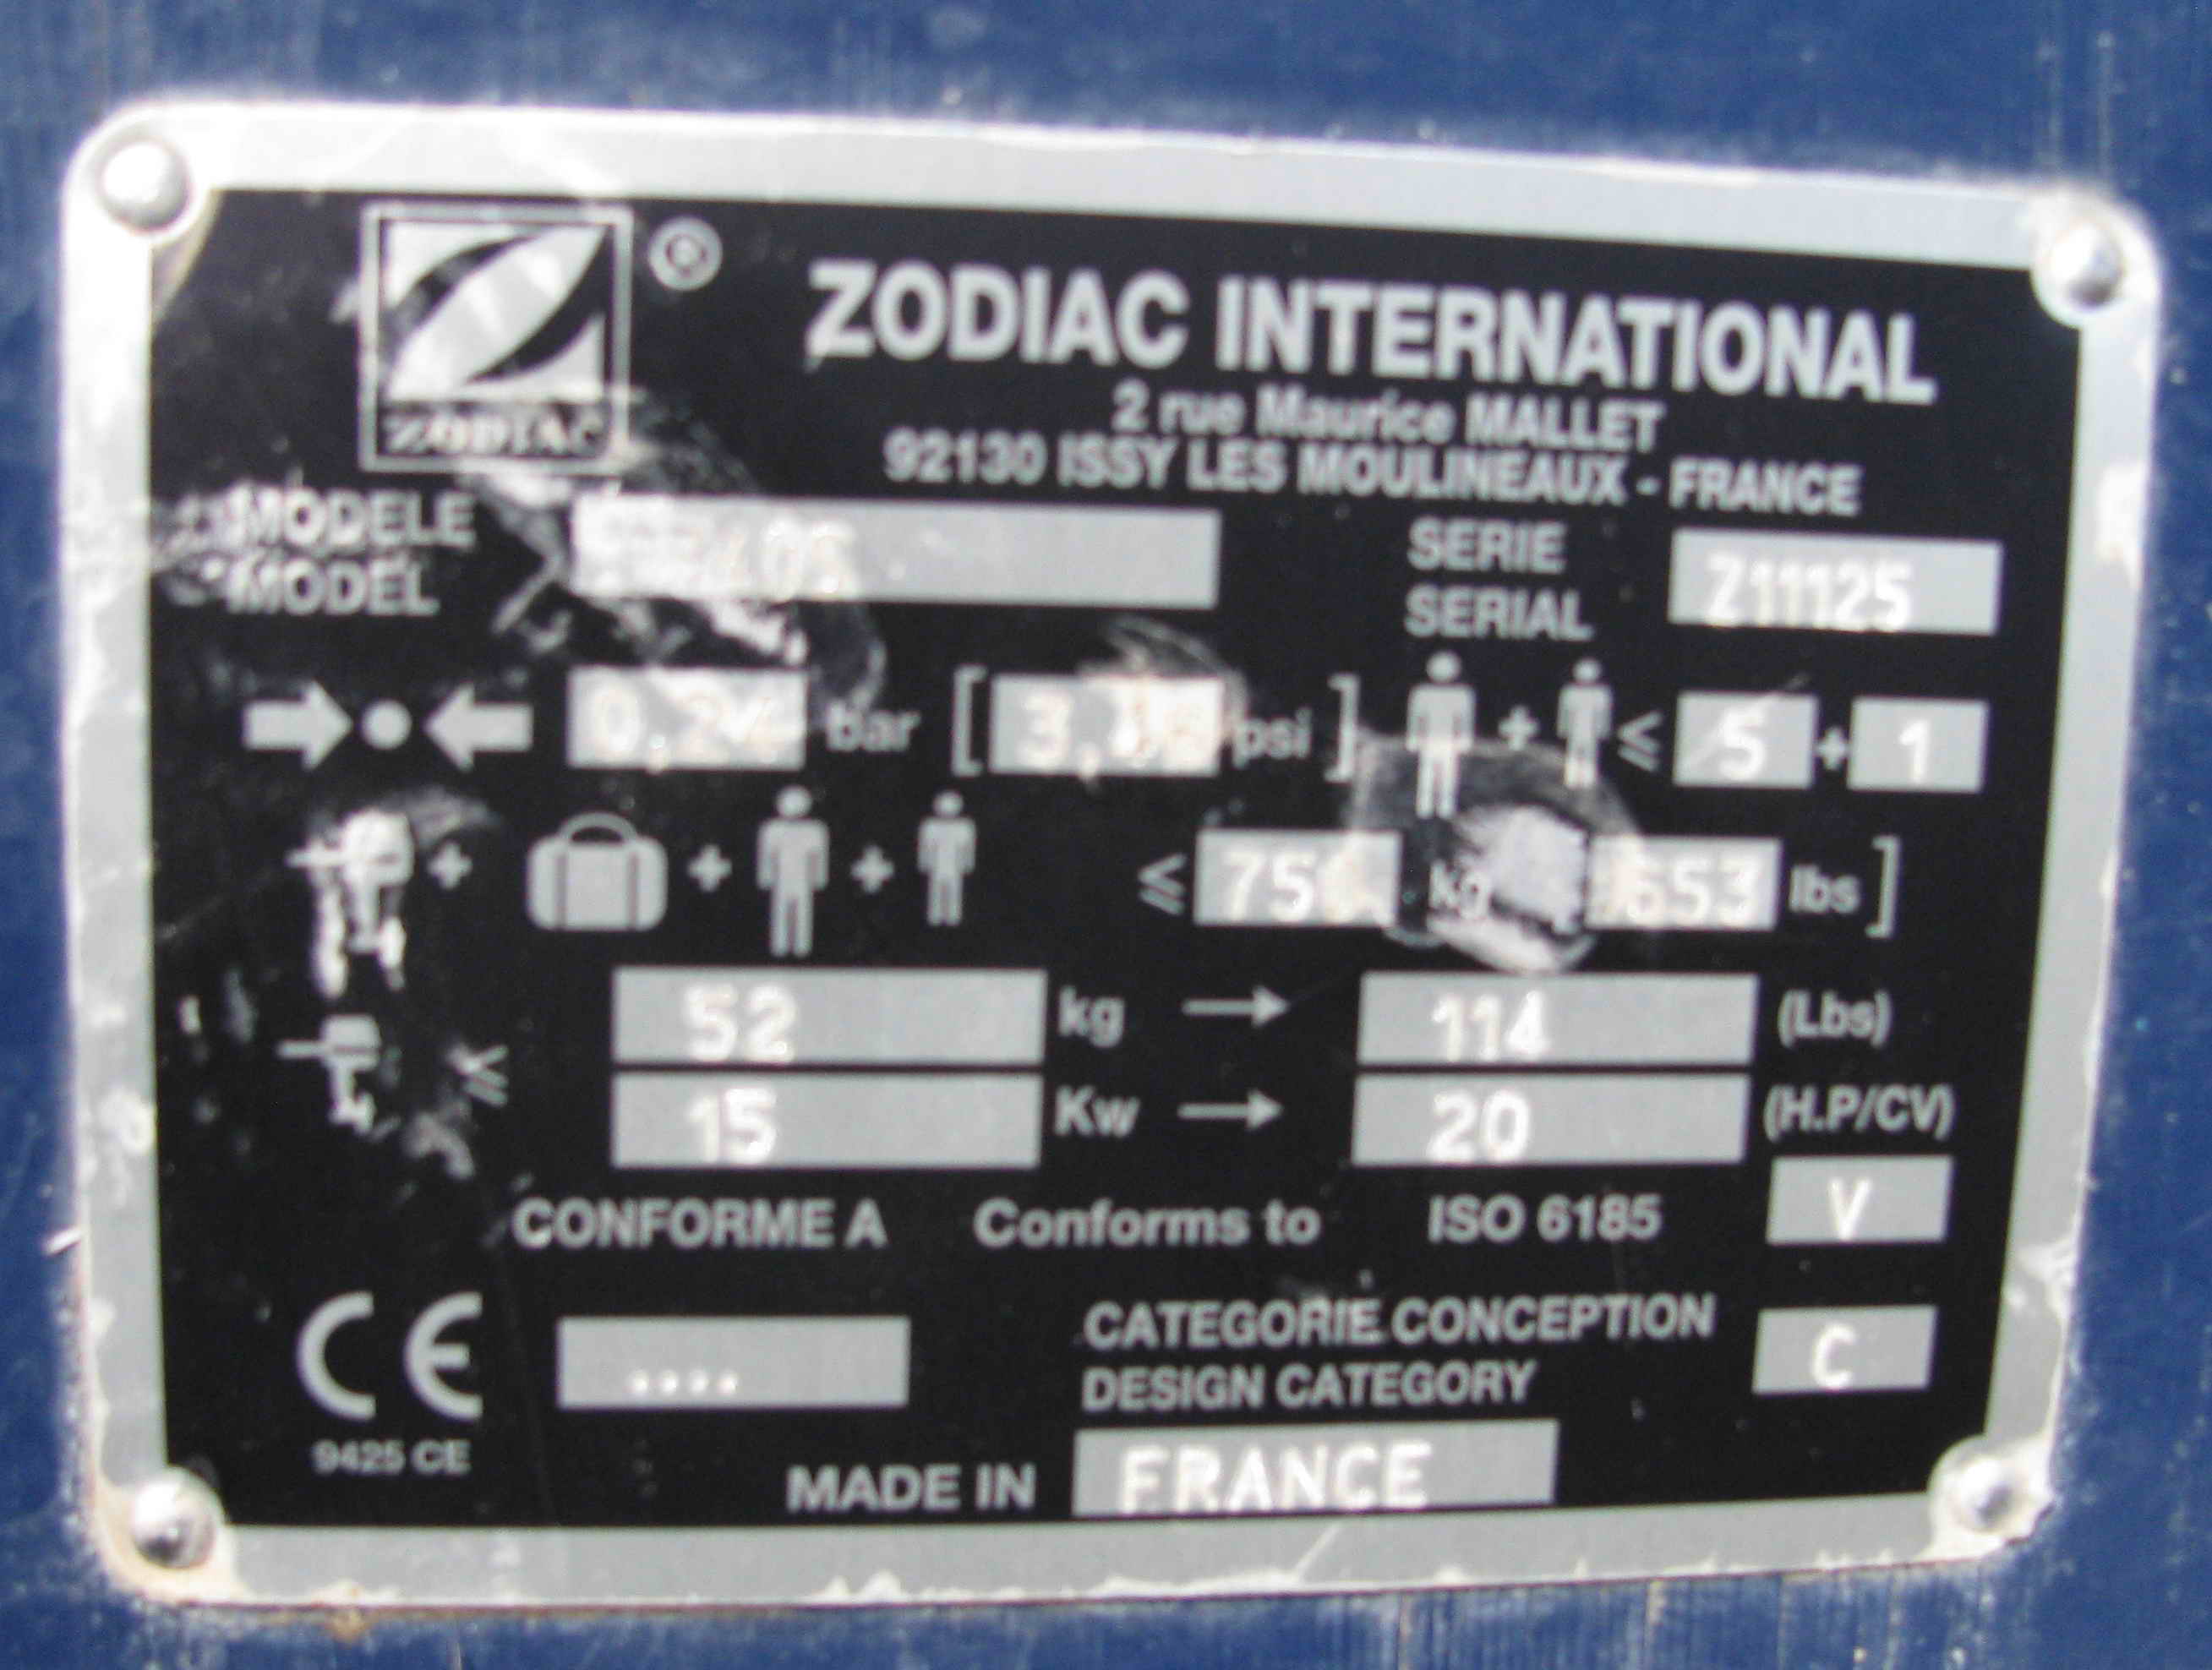 ® ZODIAC INTERNATIONAL
ZODIAC
2 rue Maurice MALLET
92130 ISSY LES MOULINEAUX - FRANCE
MODELE
MODEL
SERIE
SERIAL
Z11125
0,24 bar [ psi ] + ≤ 5 + 1
+ + + ≤ kg lbs ]
52 kg → 114 (Lbs)
≤ 15 Kw → 20 (H.P/CV)
CONFORME A Conforms to ISO 6185 V
CE ....
9425 CE
CATEGORIE CONCEPTION
DESIGN CATEGORY
C
MADE IN FRANCE